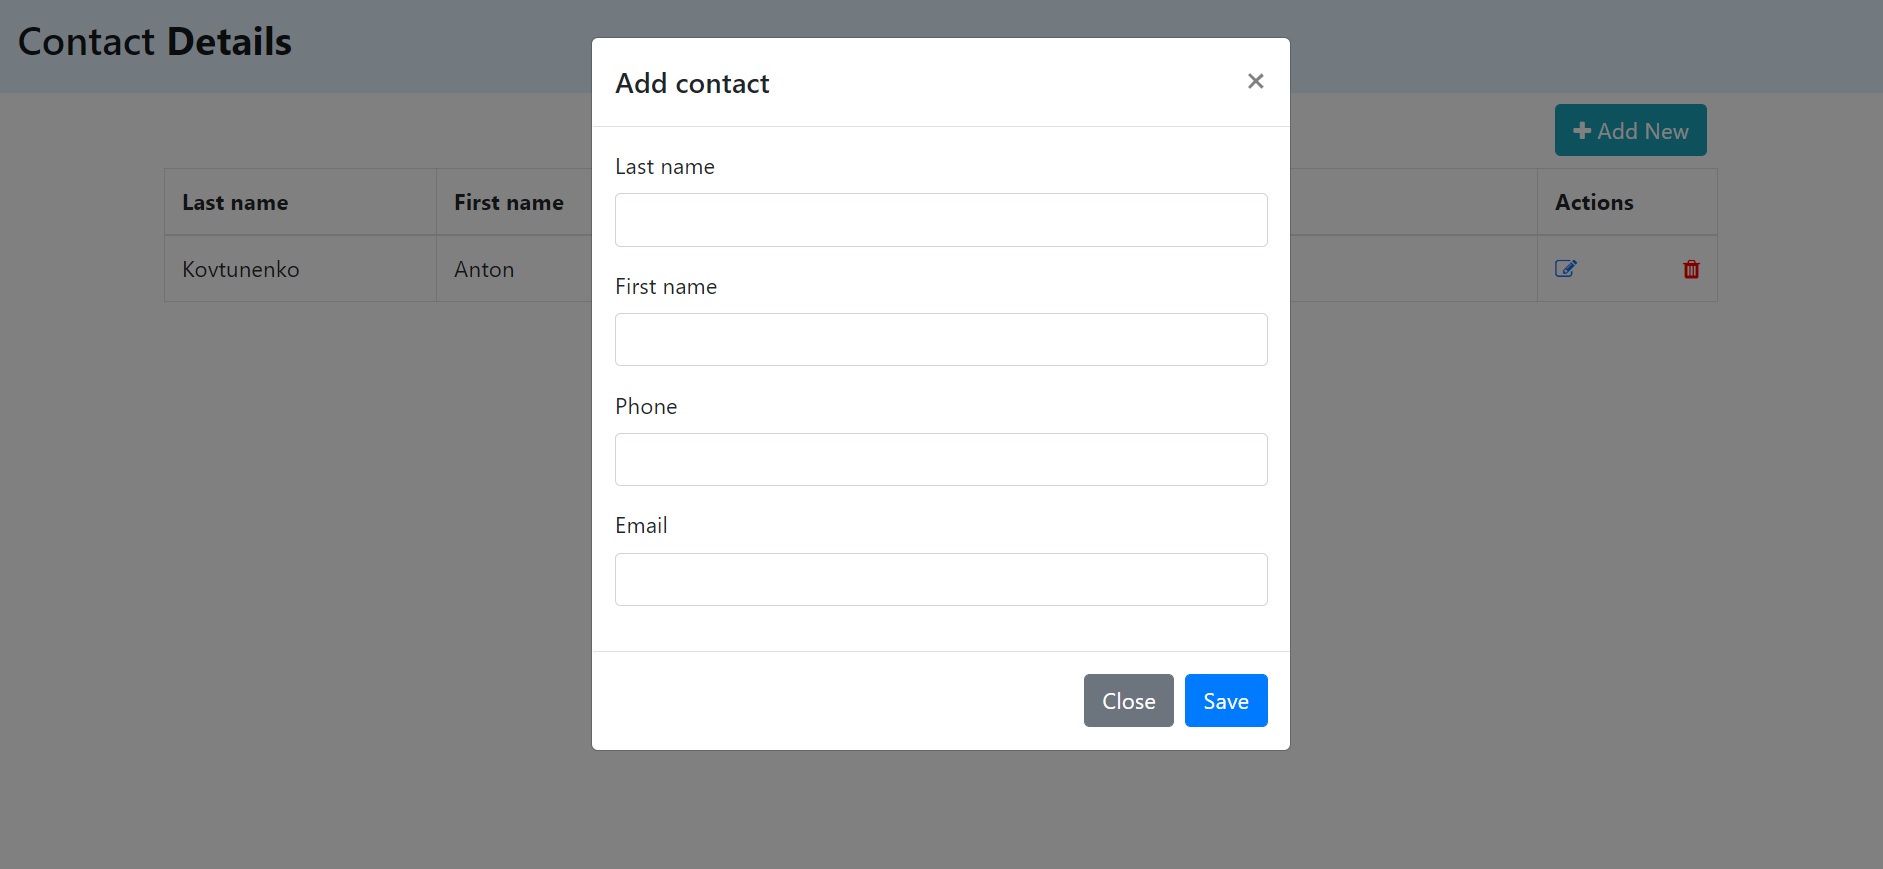 Contact Details
Add contact
×
Add New
Last name
First name
Actions
Kovtunenko
Anton
Last name
First name
Phone
Email
Close
Save